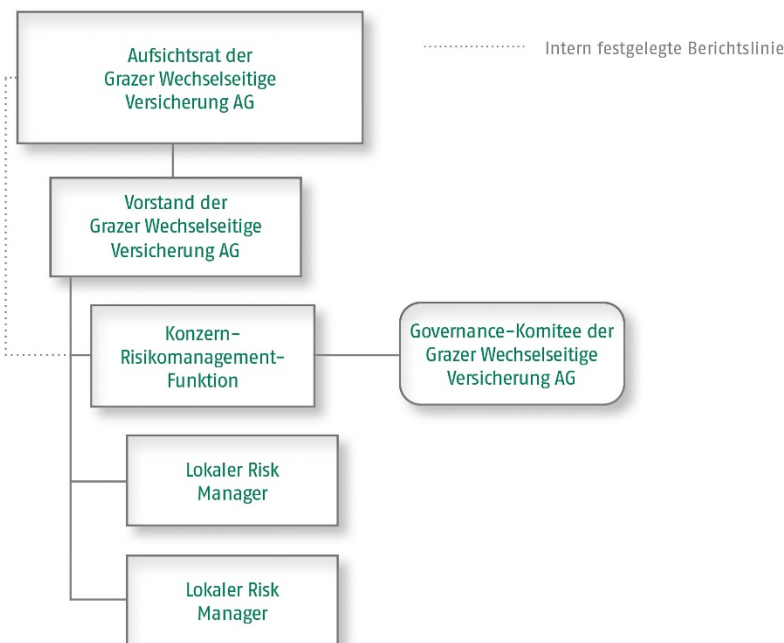 Aufsichtsrat der
Grazer Wechselseitige
Versicherung AG
Intern festgelegte Berichtslinie
Vorstand der
Grazer Wechselseitige
Versicherung AG
Konzern-
Risikomanagement-
Funktion
Governance-Komitee der
Grazer Wechselseitige
Versicherung AG
Lokaler Risk
Manager
Lokaler Risk
Manager